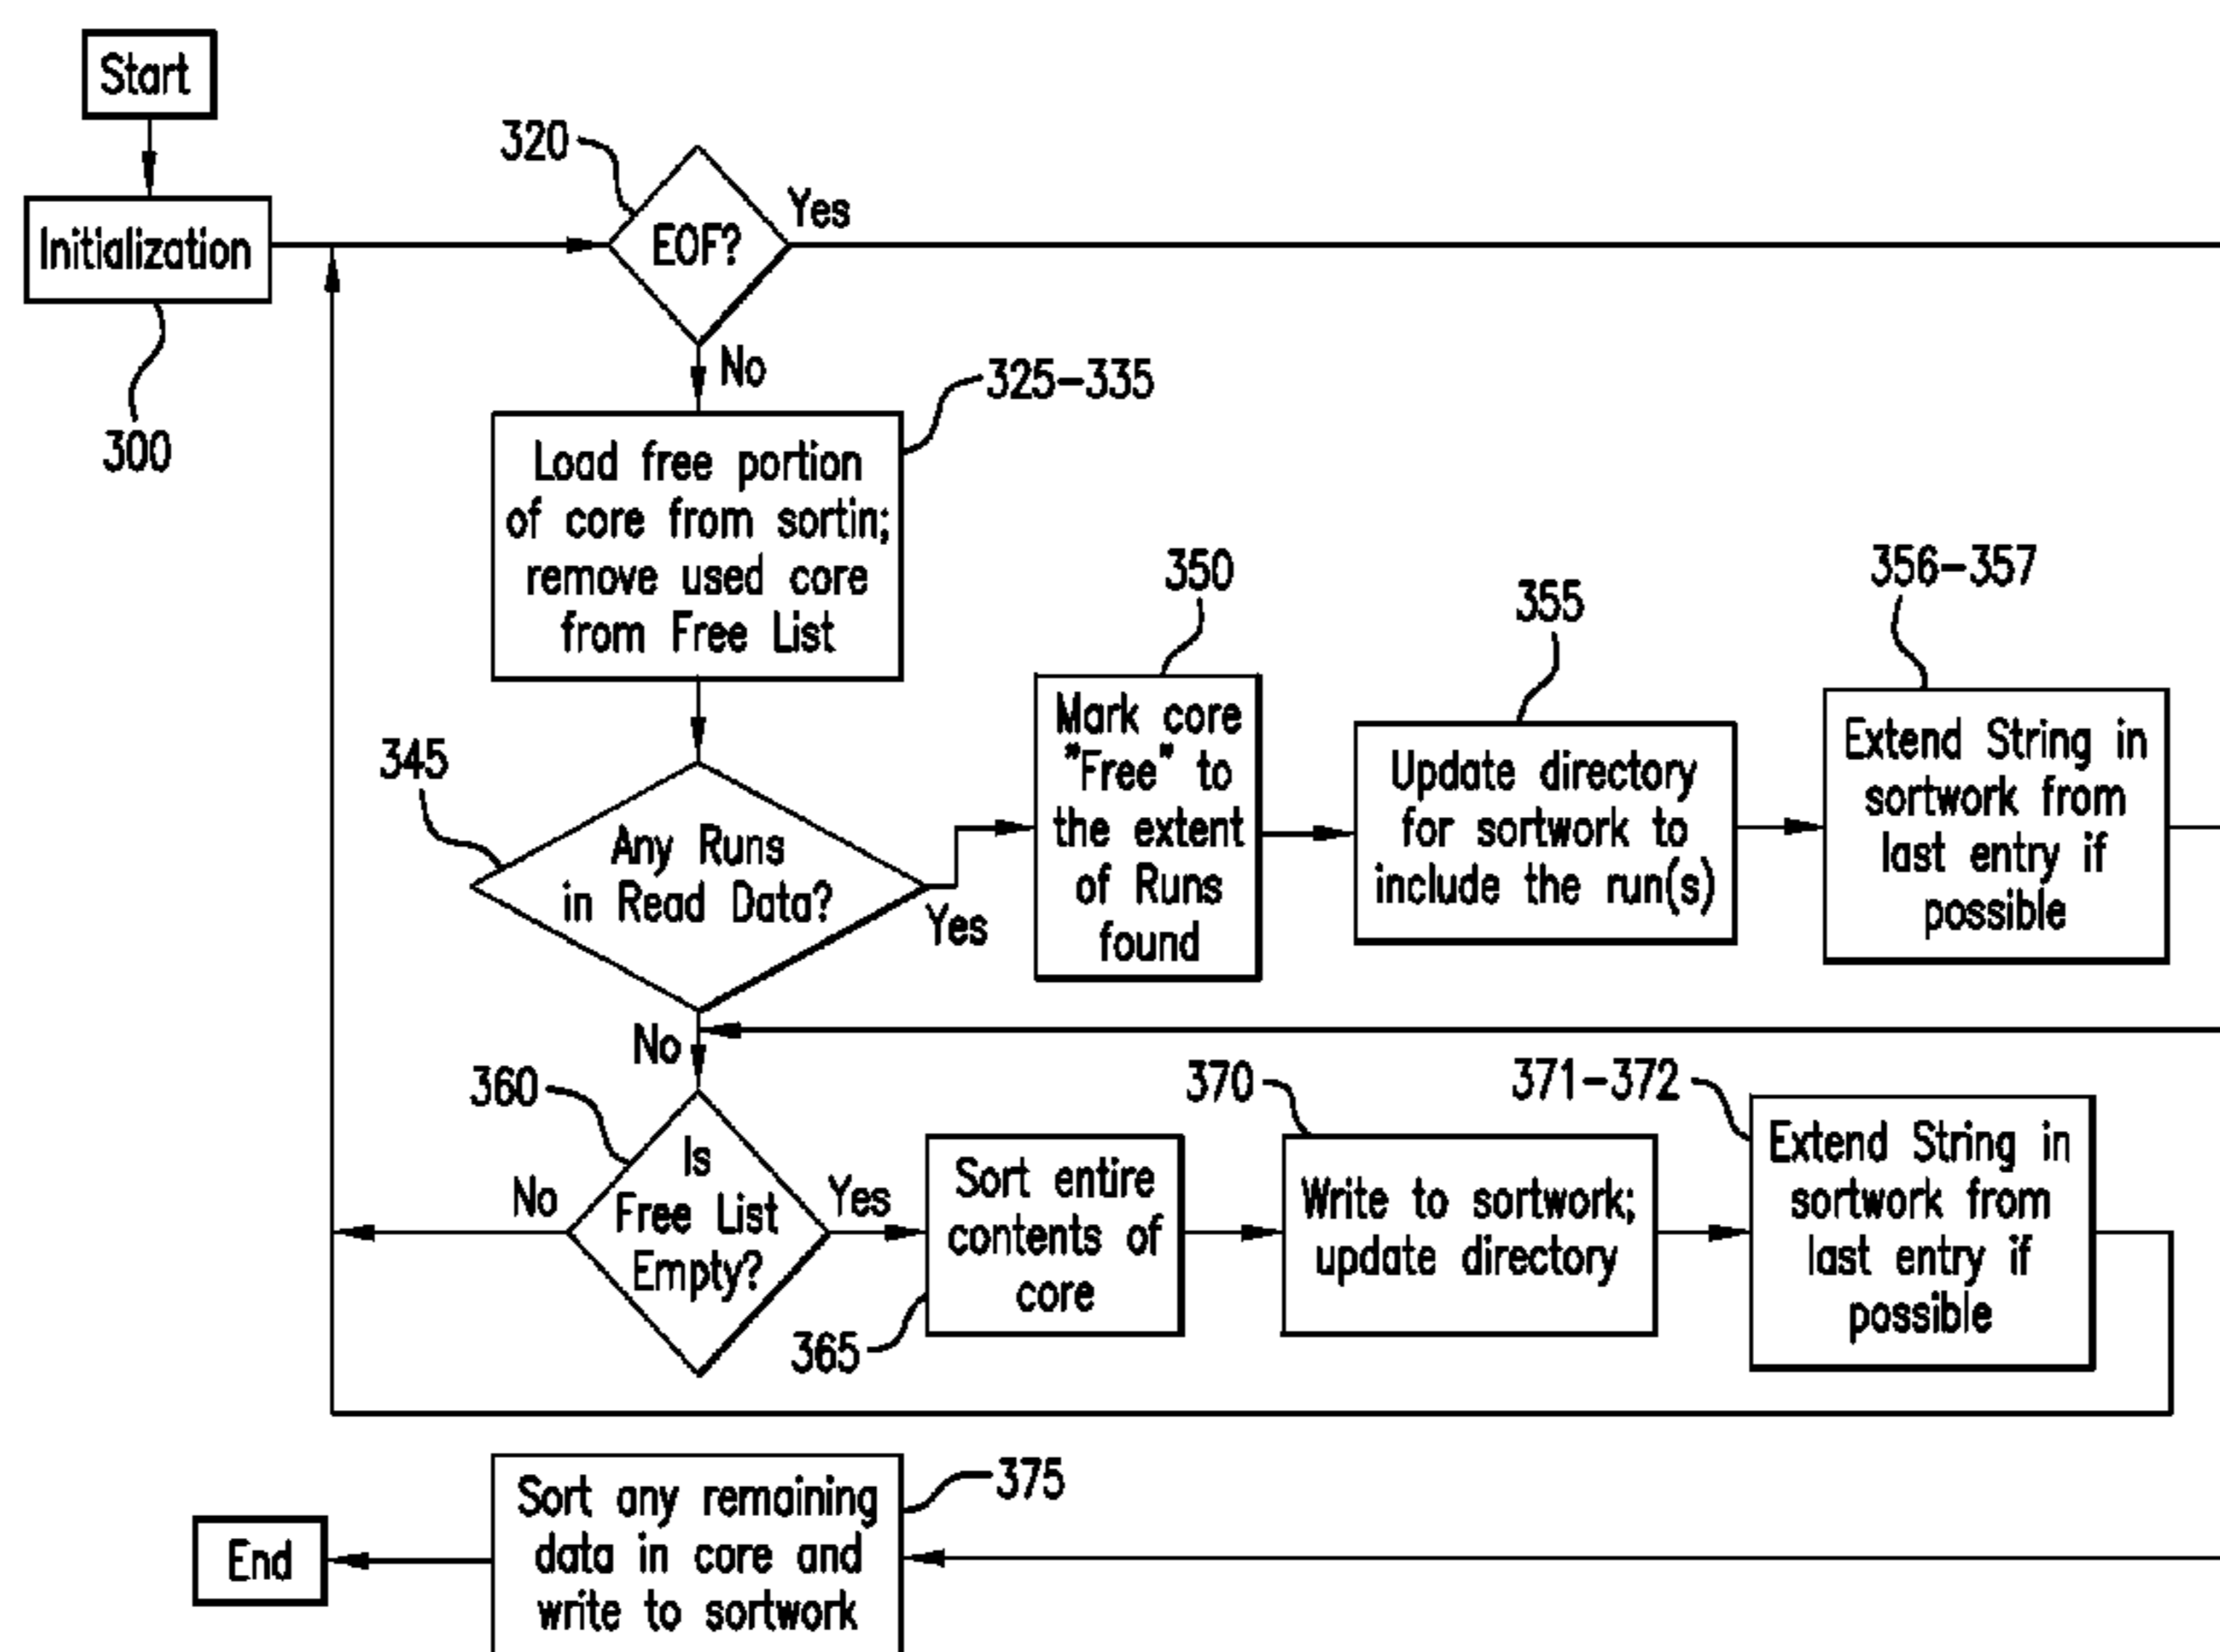 Start
320
Yes
EOF?
Initialization
No
325-335
300
Load free portion
of core from sortin;
remove used core
from Free List
350
355
356-357
345
Any Runs
in Read Data?
Yes
Mark core
"Free" to
the extent
of Runs
found
Update directory
for sortwork to
include the run(s)
Extend String in
sortwork from
last entry if
possible
No
360
370
371-372
Is
Free List
Empty?
No
Yes
Sort entire
contents of
core
365
Write to sortwork;
update directory
Extend String in
sortwork from
last entry if
possible
375
Sort any remaining
data in core and
write to sortwork
End